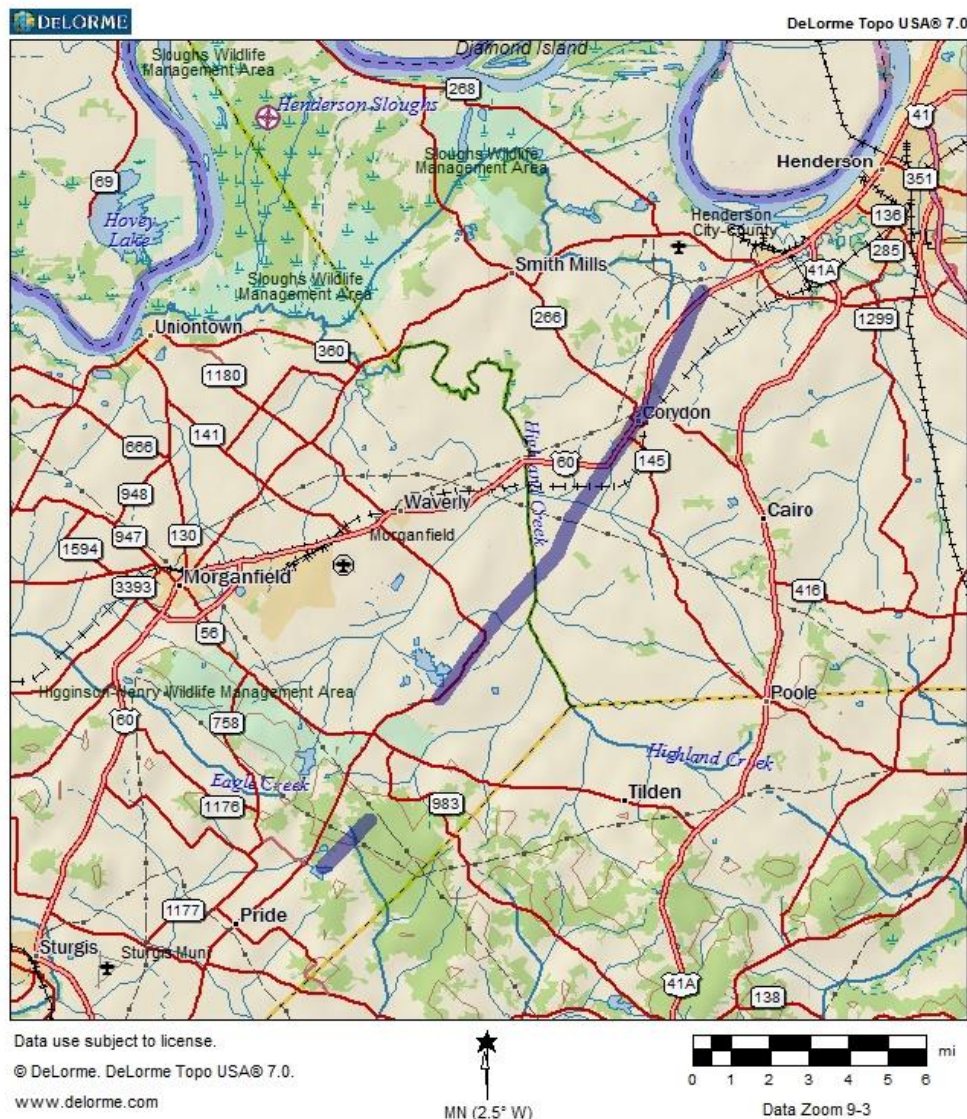 DELORME
DeLorme Topo USA® 7.0
Sloughs Wildlife
Management Area
Diamond Island
268
Henderson Sloughs
41
Henderson
351
Sloughs Wildlife
Management Area
69
Hovey
Lake
136
Henderson
City-County
285
Smith Mills
41A
Sloughs Wildlife
Management Area
266
1299
Uniontown
360
1180
Corydon
141
666
Highland Creek
60
145
948
Waverly
Cairo
947
130
1594
Morganfield
Morganfield
3393
416
56
Higginson-Henry Wildlife Management Area
Poole
60
758
Highland Creek
Eagle Creek
1176
983
Tilden
1177
Pride
Sturgis
Sturgis Muni
41A
138
Data use subject to license.
© DeLorme. DeLorme Topo USA® 7.0.
www.delorme.com
MN (2.5° W)
mi
0 1 2 3 4 5 6
Data Zoom 9-3